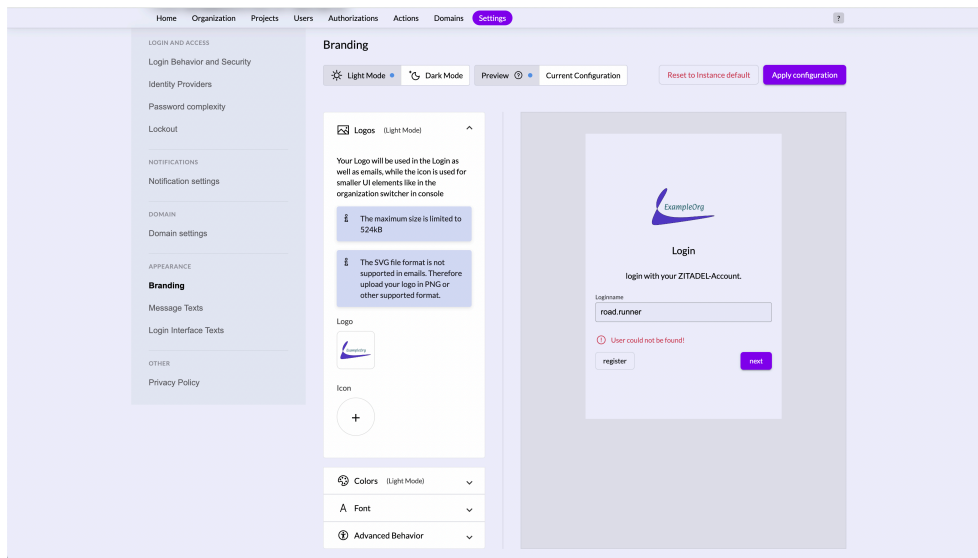 Home Organization Projects Users Authorizations Actions Domains Settings ?
LOGIN AND ACCESS
Login Behavior and Security
Identity Providers
Password complexity
Lockout
NOTIFICATIONS
Notification settings
DOMAIN
Domain settings
APPEARANCE
Branding
Message Texts
Login Interface Texts
OTHER
Privacy Policy
Branding
Light Mode Dark Mode Preview ? Current Configuration Reset to Instance default Apply configuration
Logos (Light Mode)
Your Logo will be used in the Login as
well as emails, while the icon is used for
smaller UI elements like in the
organization switcher in console
The maximum size is limited to
524kB
The SVG file format is not
supported in emails. Therefore
upload your logo in PNG or
other supported format.
Logo
ExampleOrg
Icon
+
Colors (Light Mode)
A Font
Advanced Behavior
ExampleOrg
Login
login with your ZITADEL-Account.
Loginname
road.runner
User could not be found!
register next